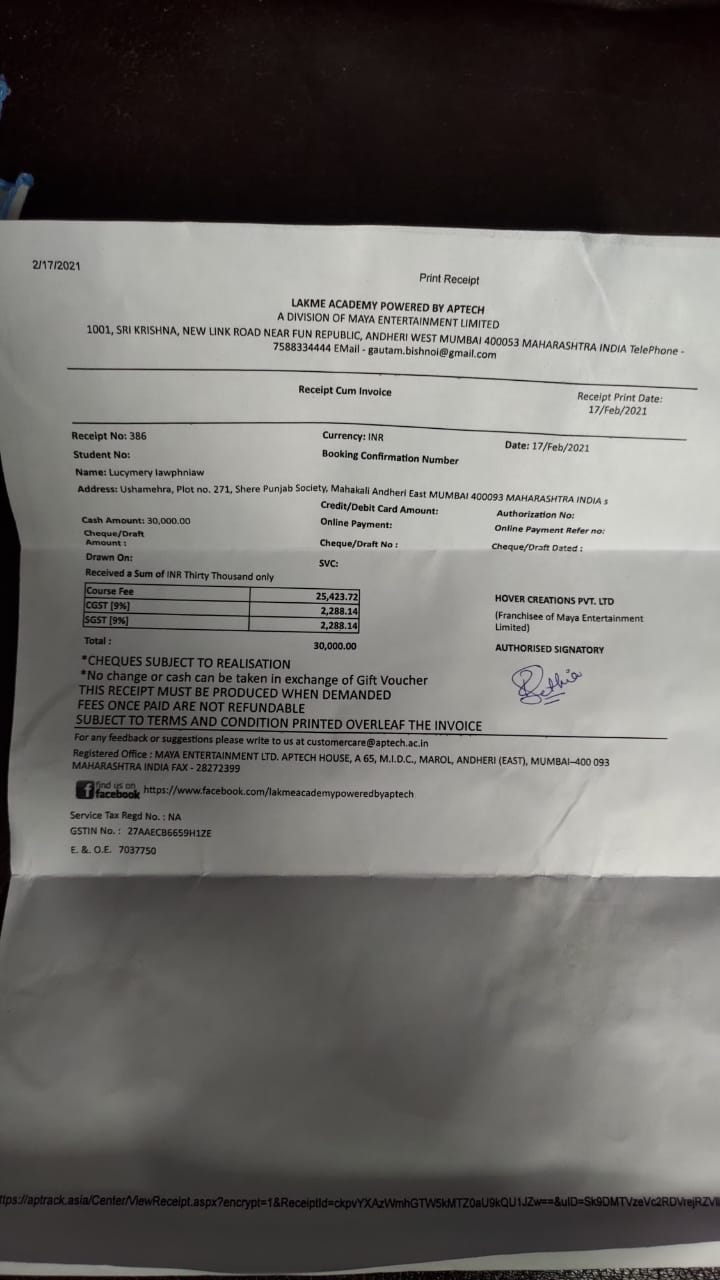 2/17/2021
Print Receipt
LAKME ACADEMY POWERED BY APTECH
A DIVISION OF MAYA ENTERTAINMENT LIMITED
1001, SRI KRISHNA, NEW LINK ROAD NEAR FUN REPUBLIC, ANDHERI WEST MUMBAI 400053 MAHARASHTRA INDIA TelePhone -
7588334444 EMail - gautam.bishnoi@gmail.com
Receipt Cum Invoice
Receipt Print Date:
17/Feb/2021
Receipt No: 386 Currency: INR Date: 17/Feb/2021
Student No: Booking Confirmation Number
Name: Lucymery lawphniaw
Address: Ushamehra, Plot no. 271, Shere Punjab Society, Mahakali Andheri East MUMBAI 400093 MAHARASHTRA INDIA s
Credit/Debit Card Amount: Authorization No:
Cash Amount: 30,000.00 Online Payment: Online Payment Refer no:
Cheque/Draft
Amount : Cheque/Draft No : Cheque/Draft Dated :
Drawn On: SVC:
Received a Sum of INR Thirty Thousand only
Course Fee 25,423.72
CGST [9%] 2,288.14
SGST [9%] 2,288.14
Total : 30,000.00
HOVER CREATIONS PVT. LTD
(Franchisee of Maya Entertainment
Limited)
AUTHORISED SIGNATORY
*CHEQUES SUBJECT TO REALISATION
*No change or cash can be taken in exchange of Gift Voucher
THIS RECEIPT MUST BE PRODUCED WHEN DEMANDED
FEES ONCE PAID ARE NOT REFUNDABLE
SUBJECT TO TERMS AND CONDITION PRINTED OVERLEAF THE INVOICE
For any feedback or suggestions please write to us at customercare@aptech.ac.in
Registered Office : MAYA ENTERTAINMENT LTD. APTECH HOUSE, A 65, M.I.D.C., MAROL, ANDHERI (EAST), MUMBAI-400 093
MAHARASHTRA INDIA FAX - 28272399
find us on
facebook https://www.facebook.com/lakmeacademypoweredbyaptech
Service Tax Regd No. : NA
GSTIN No. : 27AAECB6659H1ZE
E. &. O.E. 7037750